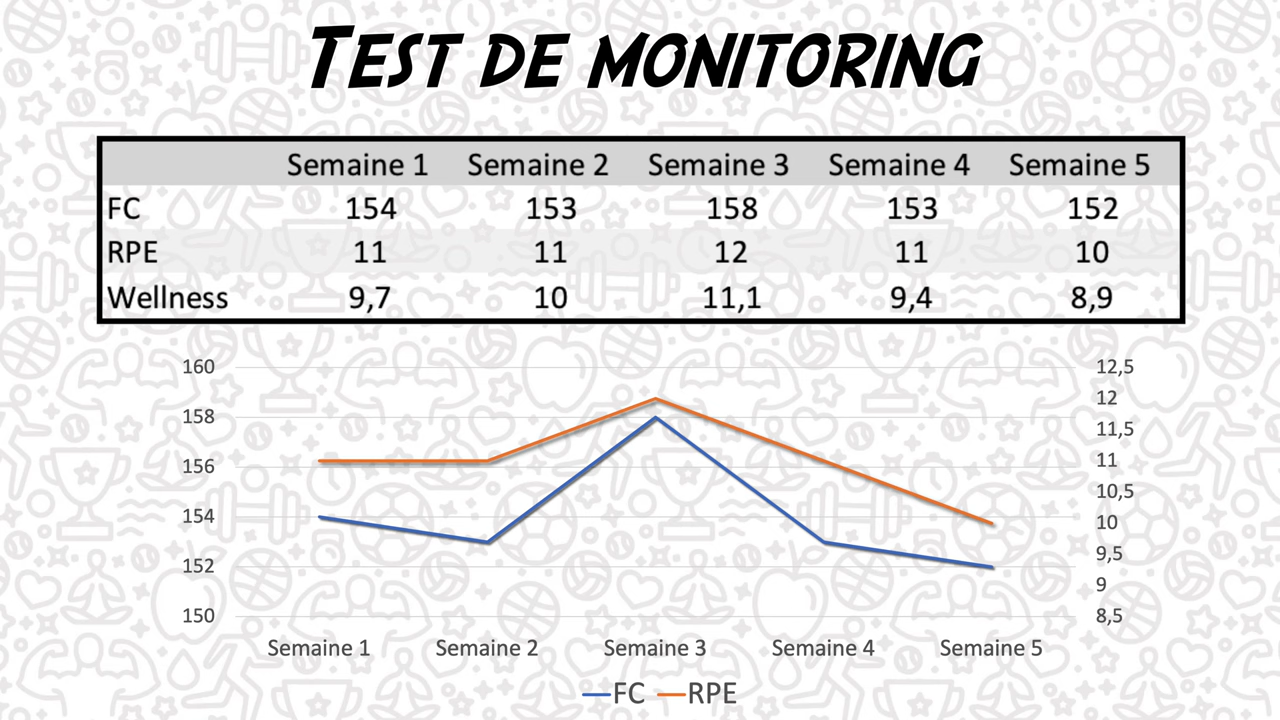 TEST DE MONITORING
Semaine 1 Semaine 2 Semaine 3 Semaine 4 Semaine 5
FC 154 153 158 153 152
RPE 11 11 12 11 10
Wellness 9,7 10 11,1 9,4 8,9
160 12,5
12
158
11,5
156 11
10,5
154
10
152 9,5
9
150 8,5
Semaine 1 Semaine 2 Semaine 3 Semaine 4 Semaine 5
FC RPE